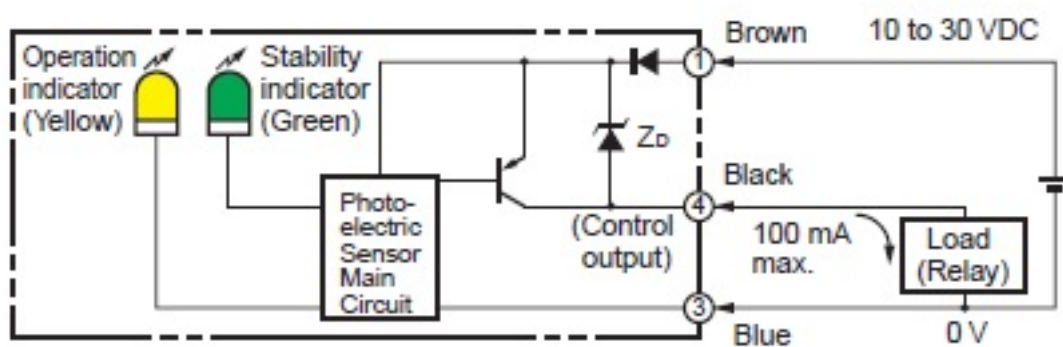 Operation
indicator
(Yellow)
Stability
indicator
(Green)
Brown
10 to 30 VDC
1
ZD
Black
4
Photo-
electric
Sensor
Main
Circuit
(Control
output)
100 mA
max.
Load
(Relay)
3
Blue
0 V